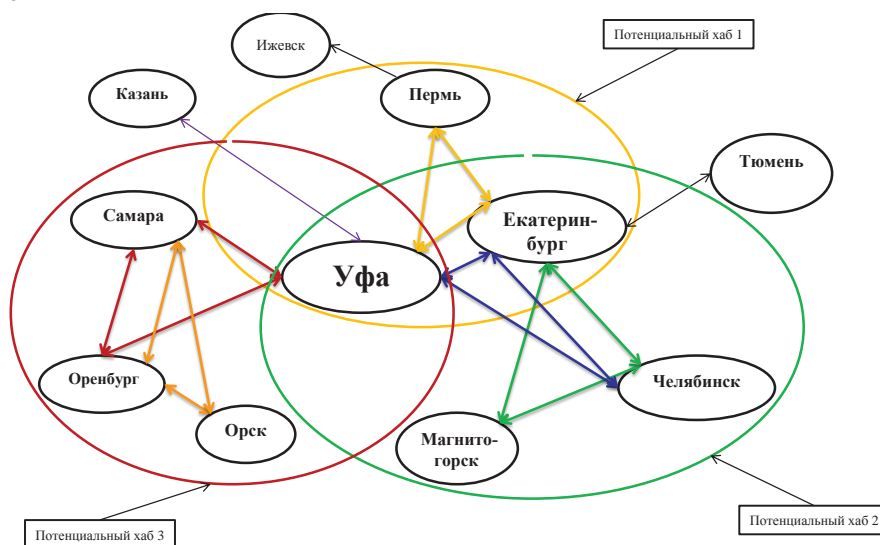 Ижевск
Потенциальный хаб 1
Казань
Пермь
Тюмень
Самара
Екатерин-
бург
Уфа
Оренбург
Челябинск
Орск
Магнито-
горск
Потенциальный хаб 3
Потенциальный хаб 2